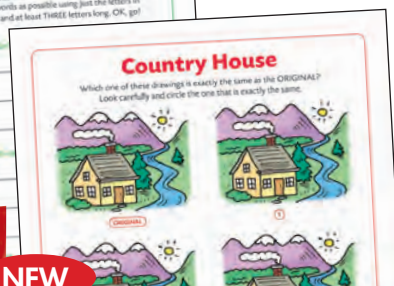 ords as possible using just the letters in
and at least THREE letters long. OK, go!
Country House
Which one of these drawings is exactly the same as the ORIGINAL?
Look carefully and circle the one that is exactly the same.
ORIGINAL
1
NEW